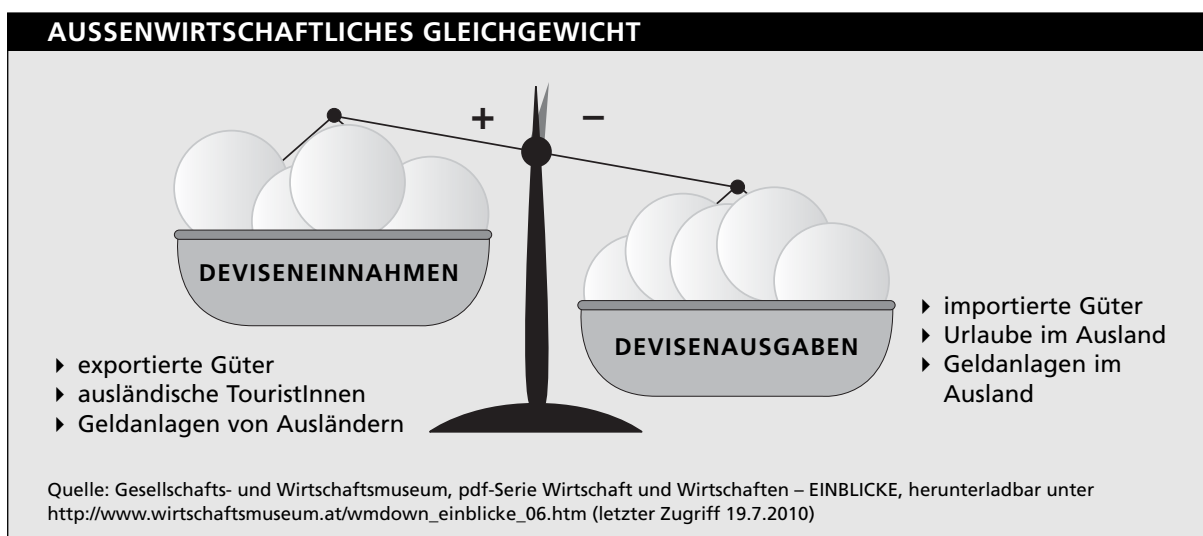 AUSSENWIRTSCHAFTLICHES GLEICHGEWICHT
+ –
DEVISENEINNAHMEN
▸ exportierte Güter
▸ ausländische TouristInnen
▸ Geldanlagen von Ausländern
DEVISENAUSGABEN
▸ importierte Güter
▸ Urlaube im Ausland
▸ Geldanlagen im
Ausland
Quelle: Gesellschafts- und Wirtschaftsmuseum, pdf-Serie Wirtschaft und Wirtschaften – EINBLICKE, herunterladbar unter
http://www.wirtschaftsmuseum.at/wmdown_einblicke_06.htm (letzter Zugriff 19.7.2010)